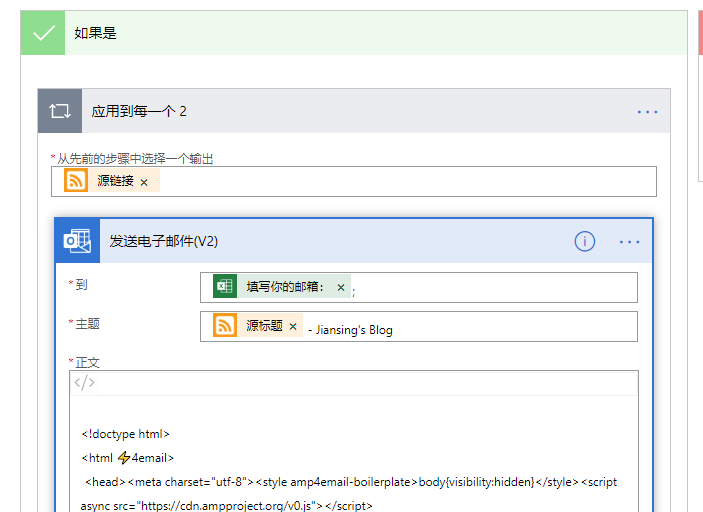 如果是
应用到每一个 2
*从先前的步骤中选择一个输出
源链接 ×
发送电子邮件(V2)
*到
填写你的邮箱： × ;
*主题
源标题 × - Jiansing's Blog
*正文
</>
<!doctype html>
<html ⚡4email>
<head><meta charset="utf-8"><style amp4email-boilerplate>body{visibility:hidden}</style><script
async src="https://cdn.ampproject.org/v0.js"></script>